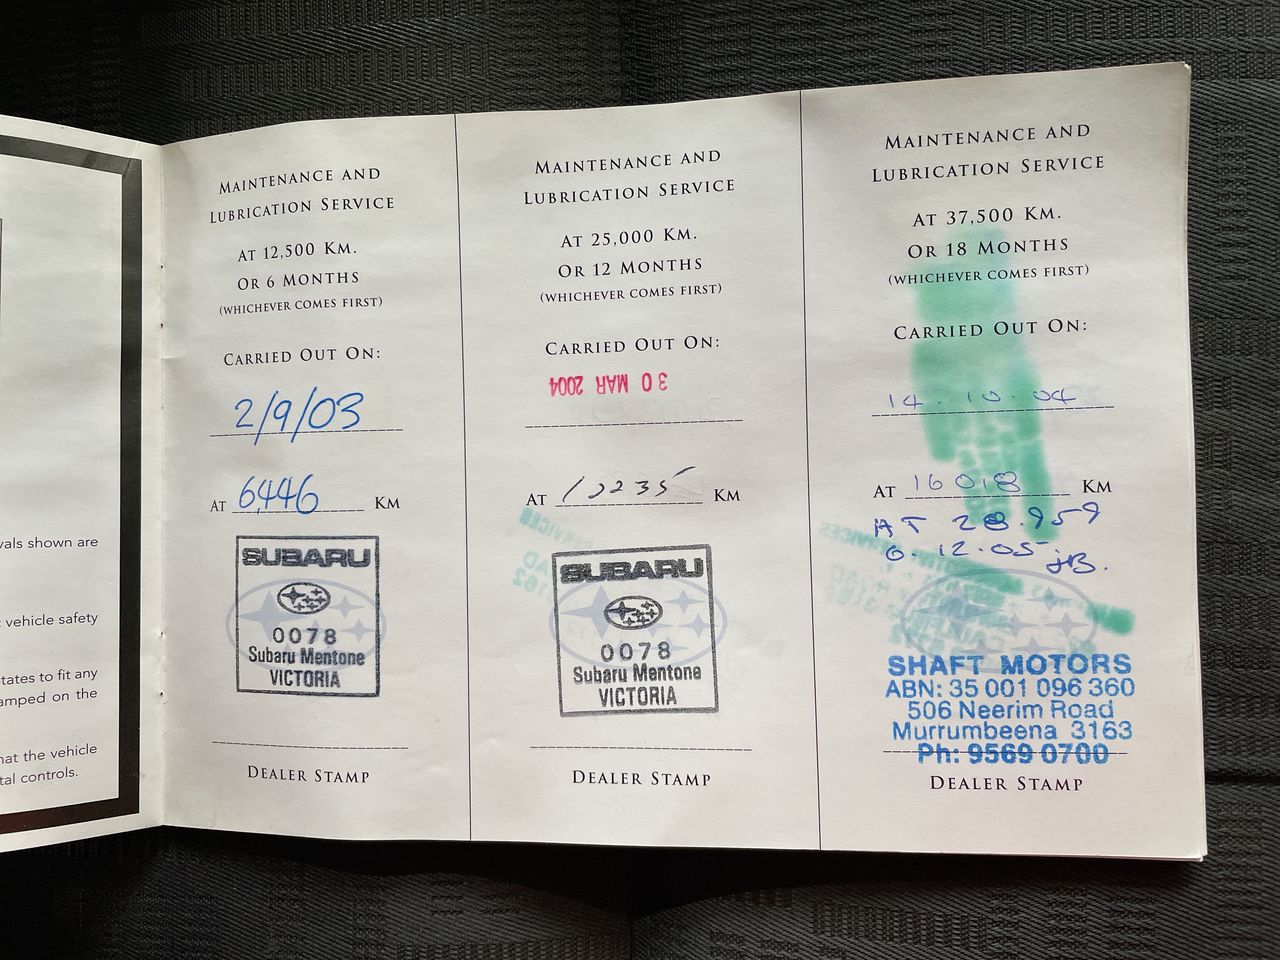 vals shown are
vehicle safety
tates to fit any
amped on the
hat the vehicle
tal controls.
MAINTENANCE AND
LUBRICATION SERVICE
AT 12,500 KM.
OR 6 MONTHS
(WHICHEVER COMES FIRST)
CARRIED OUT ON:
2/9/03
AT 6,446 KM
SUBARU
0078
Subaru Mentone
VICTORIA
DEALER STAMP
MAINTENANCE AND
LUBRICATION SERVICE
AT 25,000 KM.
OR 12 MONTHS
(WHICHEVER COMES FIRST)
CARRIED OUT ON:
30 MAR 2004
AT 12235 KM
SUBARU
0078
Subaru Mentone
VICTORIA
DEALER STAMP
MAINTENANCE AND
LUBRICATION SERVICE
AT 37,500 KM.
OR 18 MONTHS
(WHICHEVER COMES FIRST)
CARRIED OUT ON:
14.10.04
AT 16018 KM
AT 28.959
6.12.05 JB.
SHAFT MOTORS
ABN: 35 001 096 360
506 Neerim Road
Murrumbeena 3163
Ph: 9569 0700
DEALER STAMP